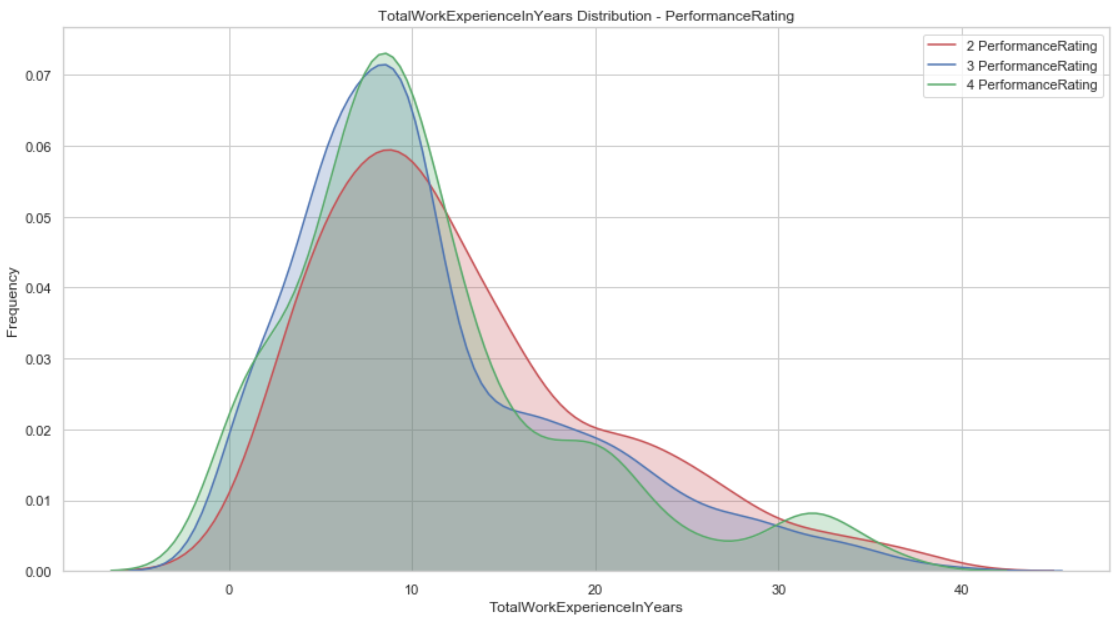 TotalWorkExperienceInYears Distribution - PerformanceRating
2 PerformanceRating
3 PerformanceRating
4 PerformanceRating
Frequency
0.07
0.06
0.05
0.04
0.03
0.02
0.01
0.00
0 10 20 30 40
TotalWorkExperienceInYears